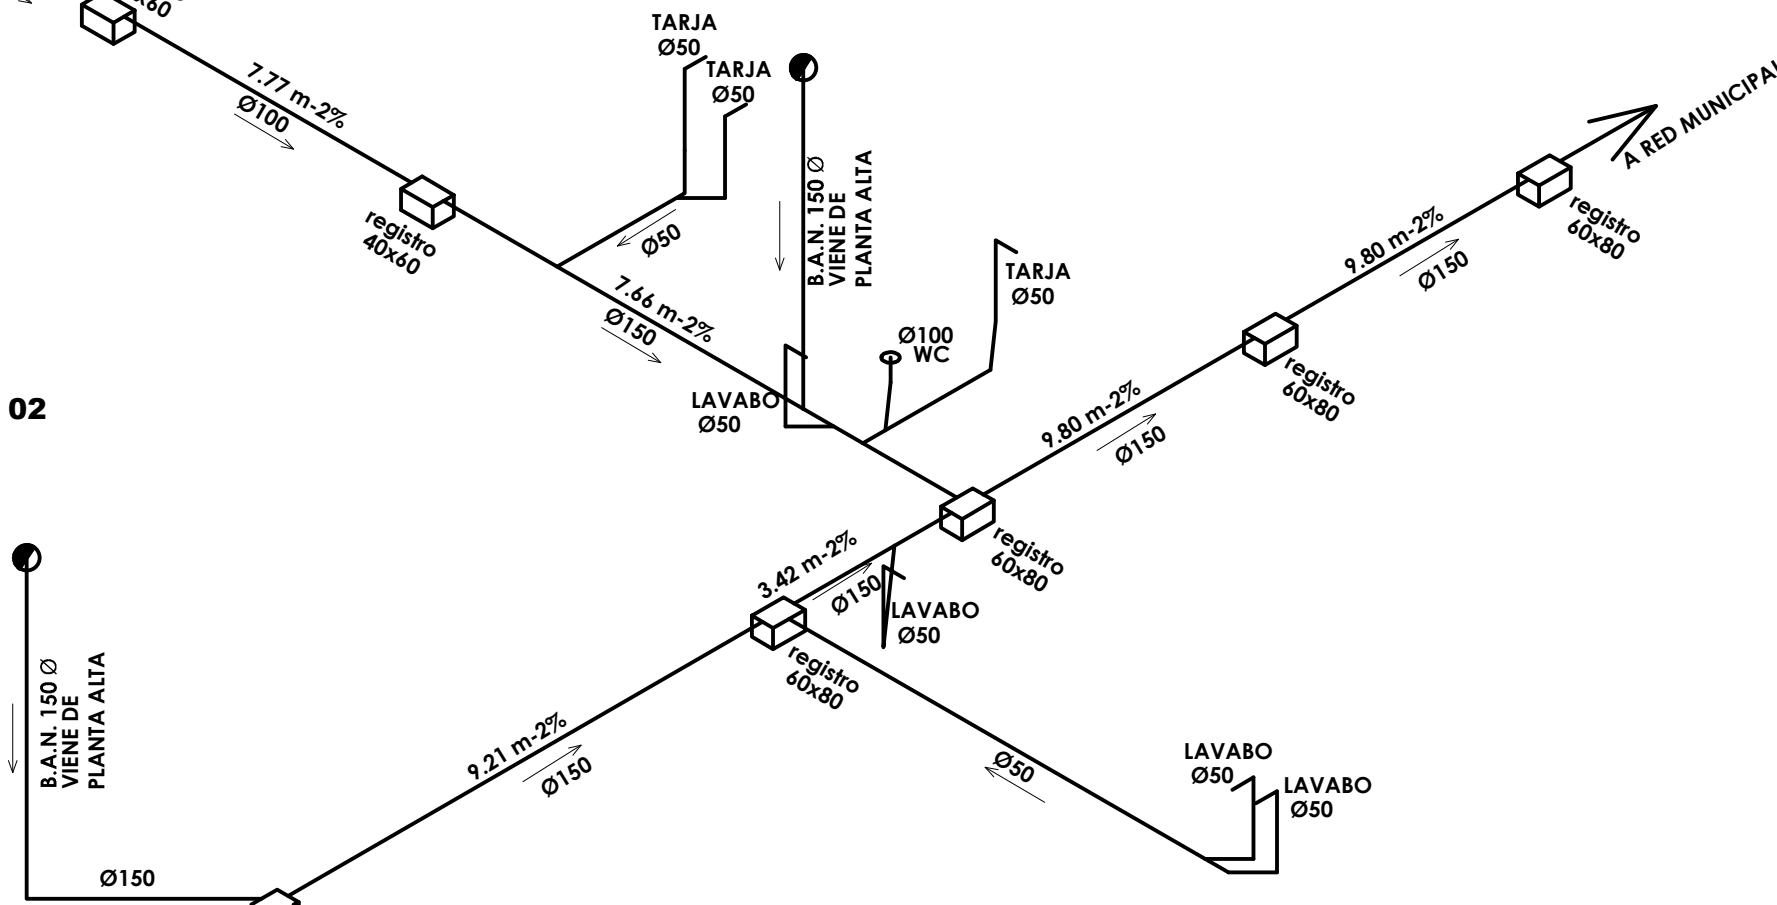 x60
TARJA
Ø50
TARJA
Ø50
7.77 m-2%
Ø100
A RED MUNICIPAL
B.A.N. 150 Ø
VIENE DE
PLANTA ALTA
registro
40x60
Ø50
registro
60x80
9.80 m-2%
Ø150
TARJA
Ø50
7.66 m-2%
Ø150
Ø100
WC
registro
60x80
LAVABO
Ø50
02
9.80 m-2%
Ø150
registro
60x80
3.42 m-2%
Ø150
LAVABO
Ø50
registro
60x80
B.A.N. 150 Ø
VIENE DE
PLANTA ALTA
9.21 m-2%
Ø150
Ø50
LAVABO
Ø50
LAVABO
Ø50
Ø150